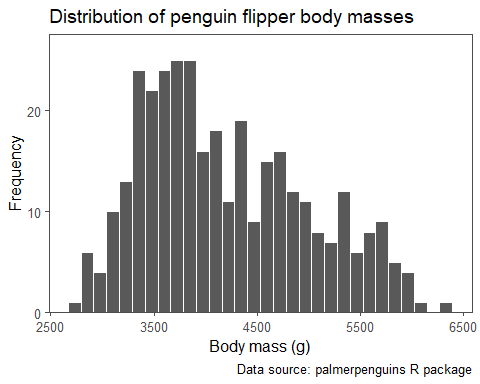 Distribution of penguin flipper body masses
Frequency
20
10
0
2500 3500 4500 5500 6500
Body mass (g)
Data source: palmerpenguins R package